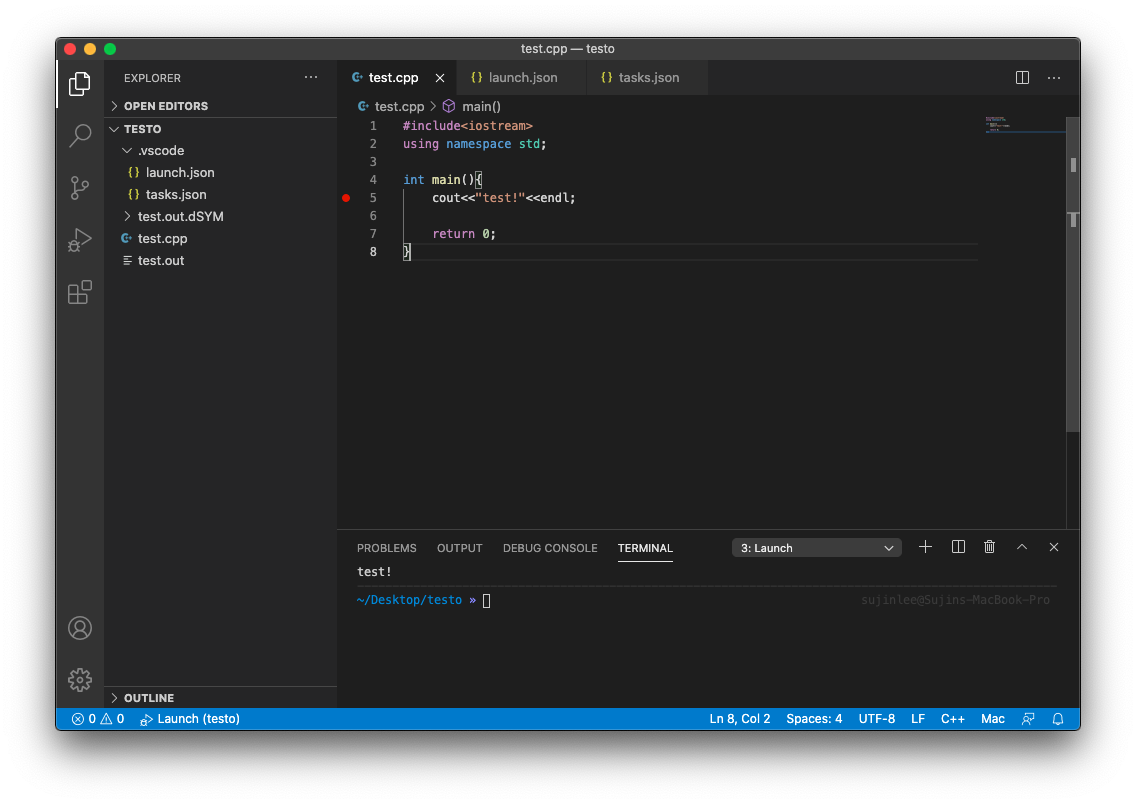 test.cpp — testo
EXPLORER
OPEN EDITORS
TESTO
.vscode
{} launch.json
{} tasks.json
test.out.dSYM
test.cpp
test.out
OUTLINE
test.cpp {} launch.json {} tasks.json
test.cpp > main()
1 #include<iostream>
2 using namespace std;
3
4 int main(){
5 cout<<"test!"<<endl;
6
7 return 0;
8 }
PROBLEMS OUTPUT DEBUG CONSOLE TERMINAL 3: Launch
test!
~/Desktop/testo » sujinlee@Sujins-MacBook-Pro
0 0 Launch (testo) Ln 8, Col 2 Spaces: 4 UTF-8 LF C++ Mac